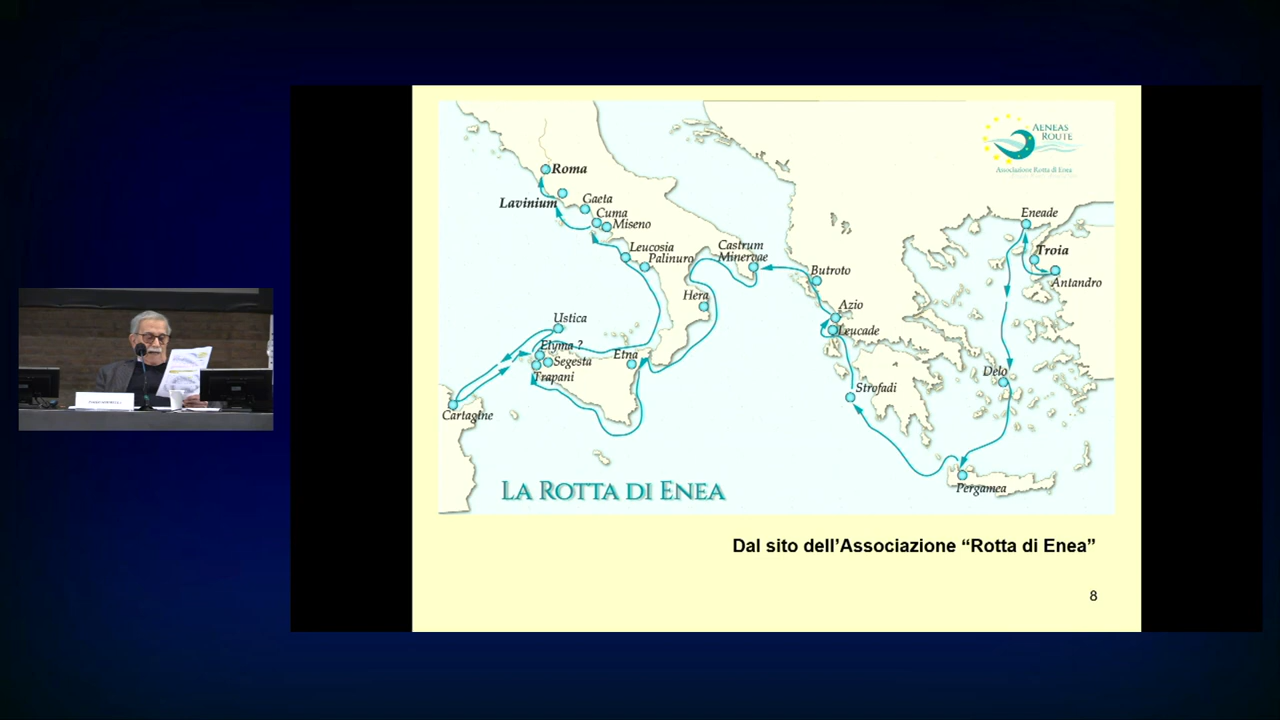 AENEAS
ROUTE
Associazione Rotta di Enea
Roma
Lavinium
Gaeta
Cuma
Miseno
Leucosia
Palinuro
Castrum
Minervae
Hera
Butroto
Azio
Leucade
Strofadi
Eneade
Troia
Antandro
Delo
Pergamea
Ustica
Elyma ?
Segesta
Trapani
Etna
Cartagine
LA ROTTA DI ENEA
Dal sito dell’Associazione “Rotta di Enea”
8